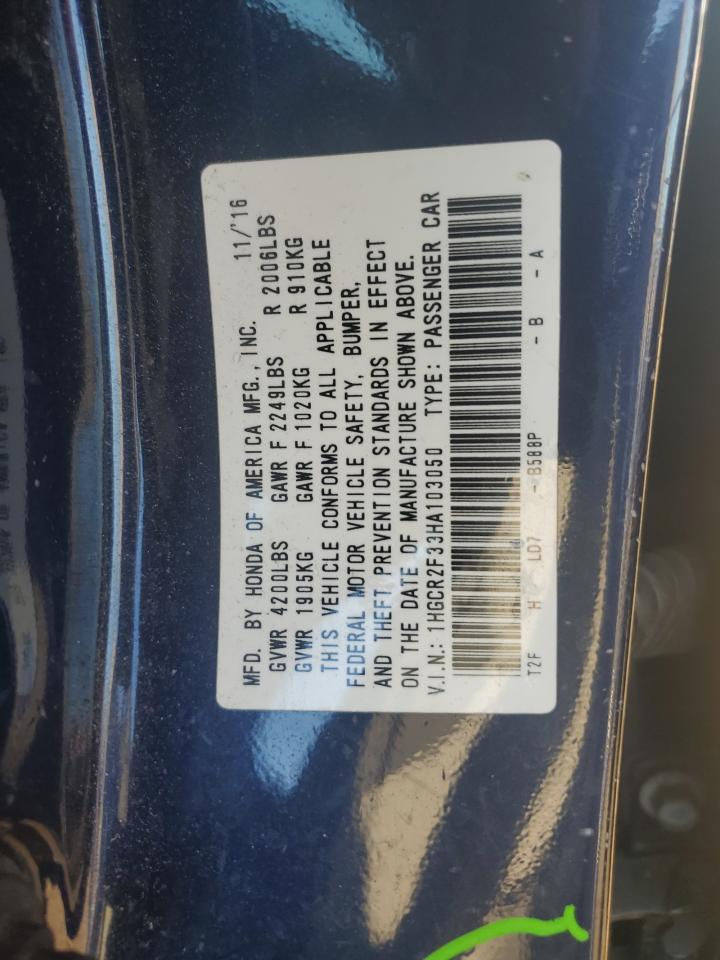 MFD. BY HONDA OF AMERICA MFG., INC. 11/'16
GVWR 4200LBS GAWR F 2249LBS R 2006LBS
GVWR 1905KG GAWR F 1020KG R 910KG
THIS VEHICLE CONFORMS TO ALL APPLICABLE
FEDERAL MOTOR VEHICLE SAFETY, BUMPER,
AND THEFT PREVENTION STANDARDS IN EFFECT
ON THE DATE OF MANUFACTURE SHOWN ABOVE.
V.I.N.: 1HGCR2F33HA103050 TYPE: PASSENGER CAR
T2F H LD7 -B588P -B -A